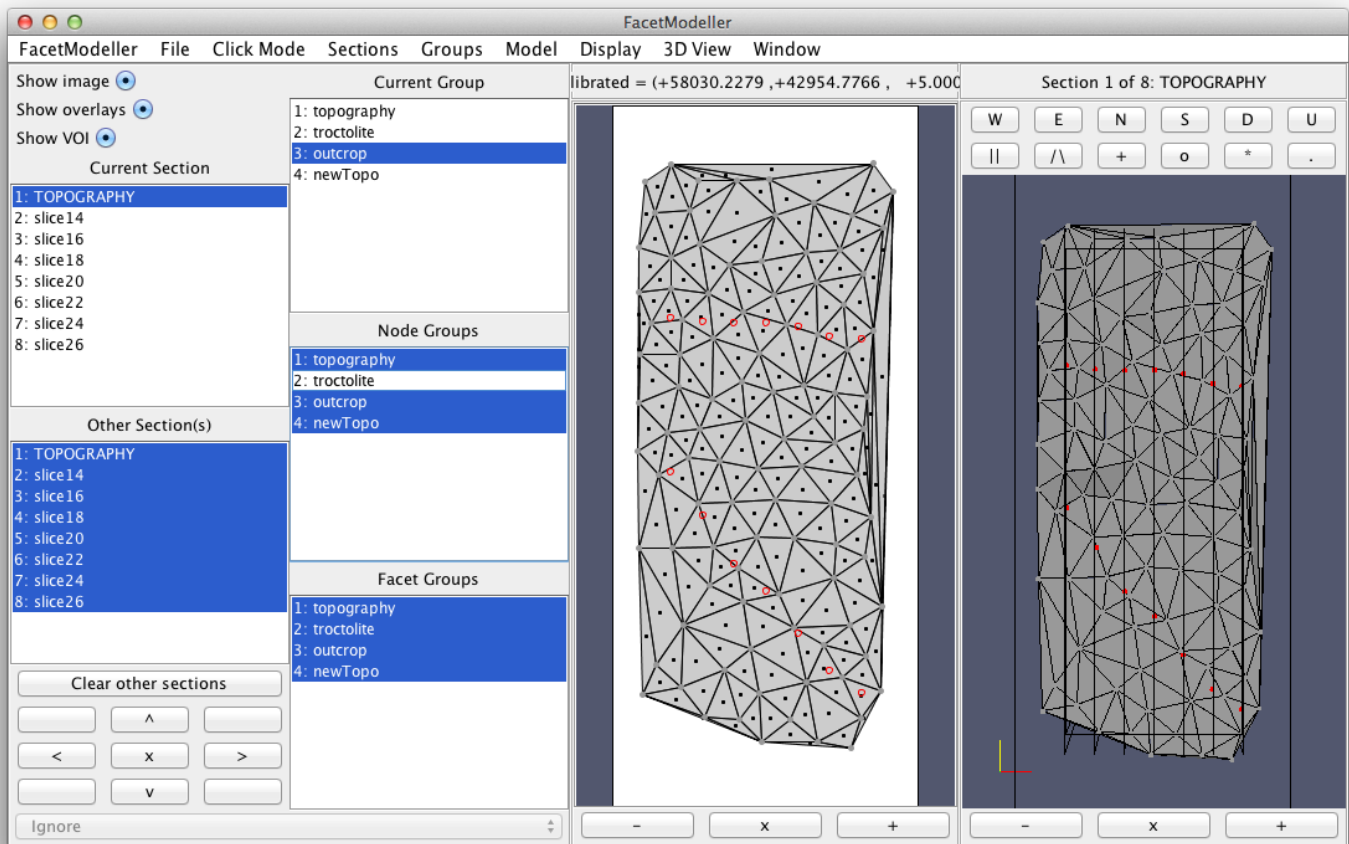 FacetModeller
FacetModeller File Click Mode Sections Groups Model Display 3D View Window
Show image
Show overlays
Show VOI
Current Section
1: TOPOGRAPHY
2: slice14
3: slice16
4: slice18
5: slice20
6: slice22
7: slice24
8: slice26
Other Section(s)
1: TOPOGRAPHY
2: slice14
3: slice16
4: slice18
5: slice20
6: slice22
7: slice24
8: slice26
Clear other sections
^
< x >
v
Ignore
Current Group
1: topography
2: troctolite
3: outcrop
4: newTopo
Node Groups
1: topography
2: troctolite
3: outcrop
4: newTopo
Facet Groups
1: topography
2: troctolite
3: outcrop
4: newTopo
librated = (+58030.2279 ,+42954.7766 , +5.000
- x +
Section 1 of 8: TOPOGRAPHY
W E N S D U
|| /\ + o * .
- x +